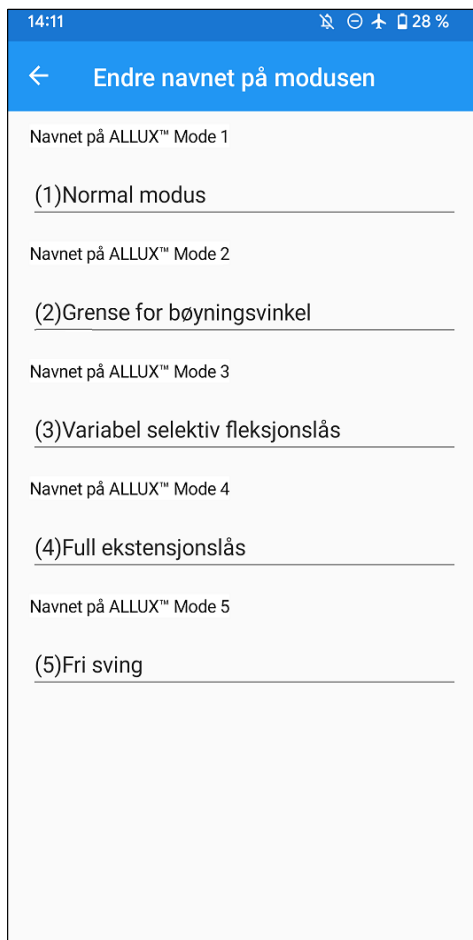 14:11 28 %
Endre navnet på modusen
Navnet på ALLUX™ Mode 1
(1)Normal modus
Navnet på ALLUX™ Mode 2
(2)Grense for bøyningsvinkel
Navnet på ALLUX™ Mode 3
(3)Variabel selektiv fleksjonslås
Navnet på ALLUX™ Mode 4
(4)Full ekstensjonslås
Navnet på ALLUX™ Mode 5
(5)Fri sving